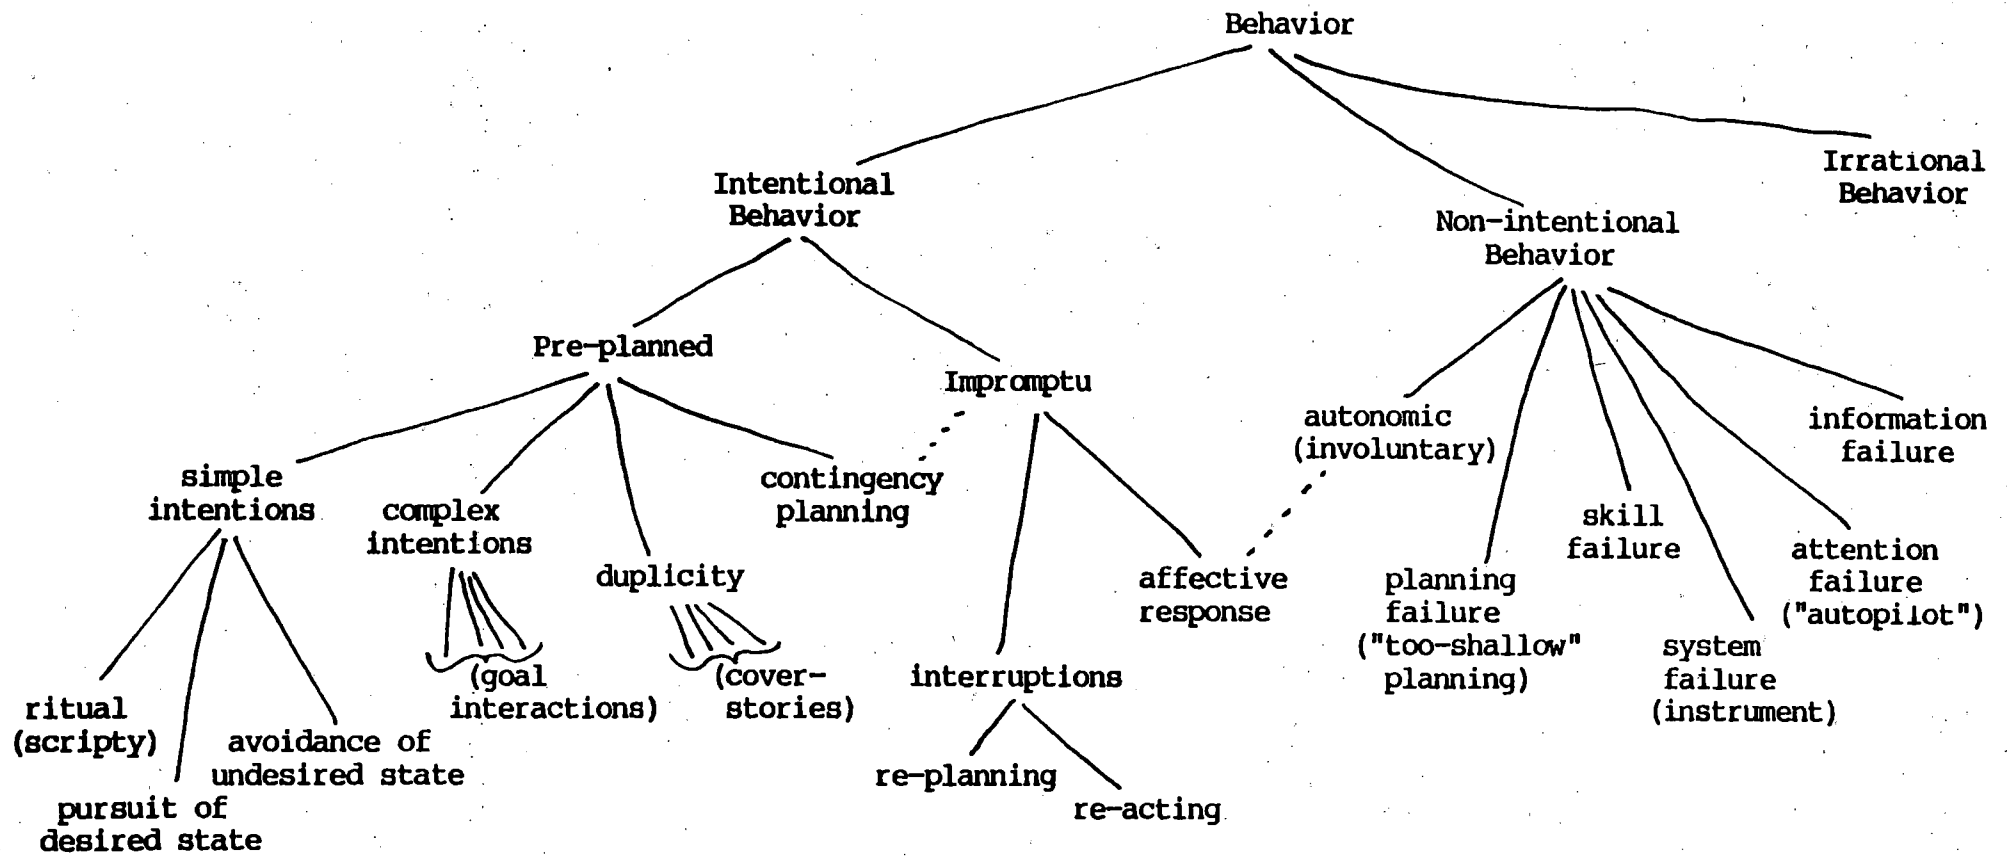 Behavior
Irrational
Behavior
Intentional
Behavior
Non-intentional
Behavior
Pre-planned
Impromptu
autonomic
(involuntary)
information
failure
simple
intentions
complex
intentions
contingency
planning
duplicity
affective
response
planning
failure
("too-shallow"
planning)
skill
failure
attention
failure
("autopilot")
system
failure
(instrument)
(goal
interactions)
(cover-
stories)
interruptions
ritual
(scripty)
avoidance of
undesired state
pursuit of
desired state
re-planning
re-acting